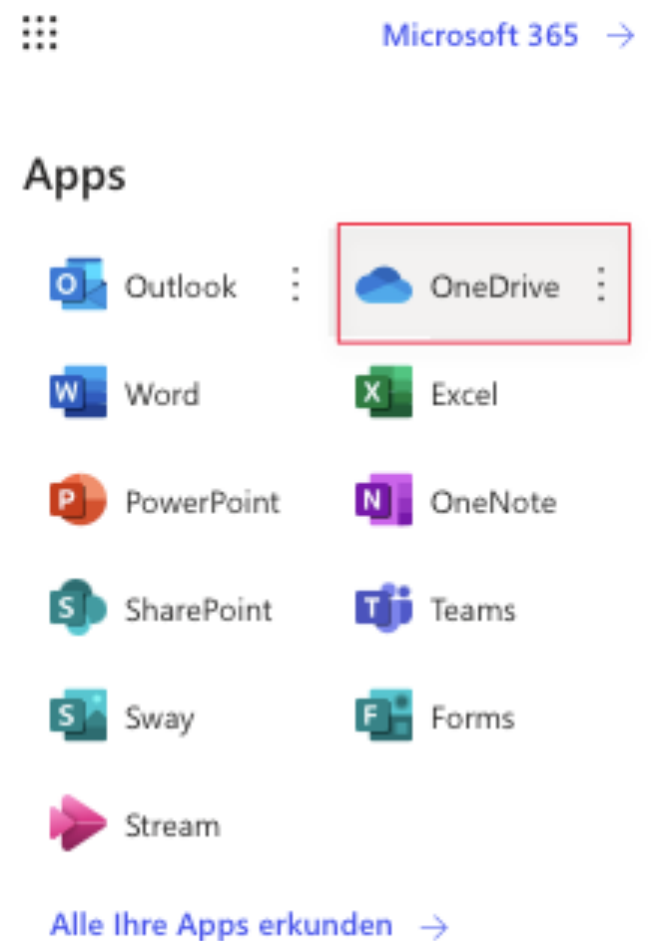 Microsoft 365 →
Apps
Outlook
OneDrive
Word
Excel
PowerPoint
OneNote
SharePoint
Teams
Sway
Forms
Stream
Alle Ihre Apps erkunden →